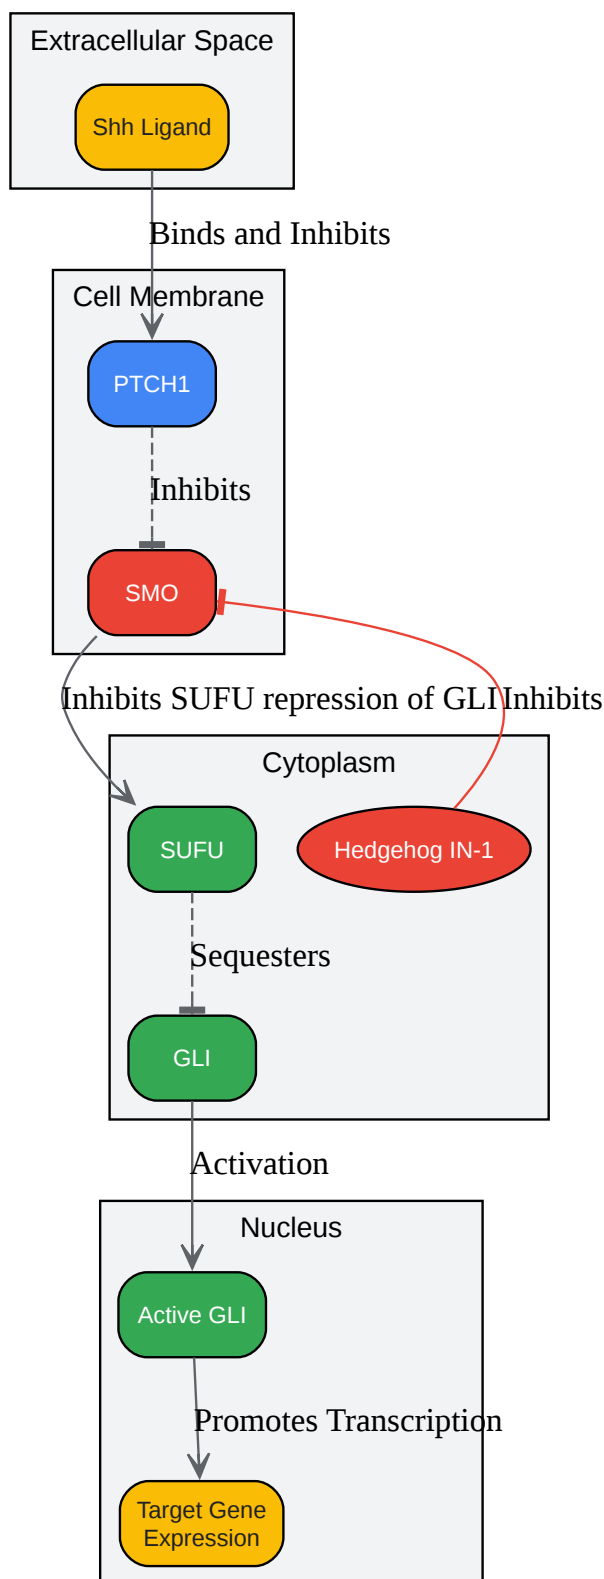 Extracellular Space
Shh Ligand
Binds and Inhibits
Cell Membrane
PTCH1
Inhibits
SMO
Inhibits SUFU repression of GLI
Inhibits
Cytoplasm
SUFU
Hedgehog IN-1
Sequesters
GLI
Activation
Nucleus
Active GLI
Promotes Transcription
Target Gene
Expression